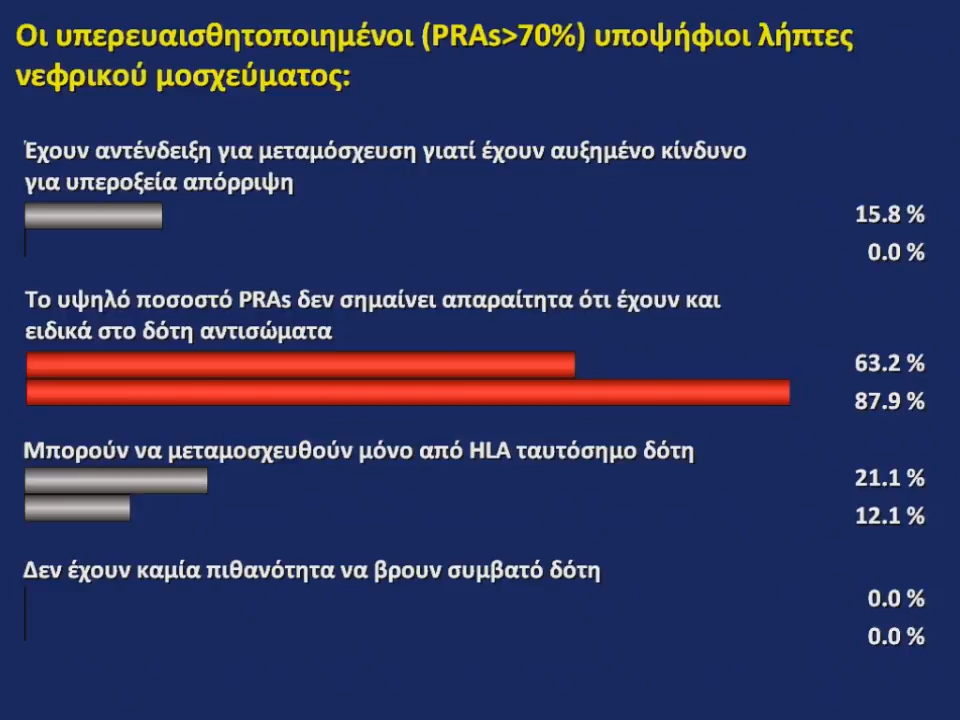 Οι υπερευαισθητοποιημένοι (PRAs>70%) υποψήφιοι λήπτες
νεφρικού μοσχεύματος:
Έχουν αντένδειξη για μεταμόσχευση γιατί έχουν αυξημένο κίνδυνο
για υπεροξεία απόρριψη
15.8 %
0.0 %
Το υψηλό ποσοστό PRAs δεν σημαίνει απαραίτητα ότι έχουν και
ειδικά στο δότη αντισώματα
63.2 %
87.9 %
Μπορούν να μεταμοσχευθούν μόνο από HLA ταυτόσημο δότη
21.1 %
12.1 %
Δεν έχουν καμία πιθανότητα να βρουν συμβατό δότη
0.0 %
0.0 %